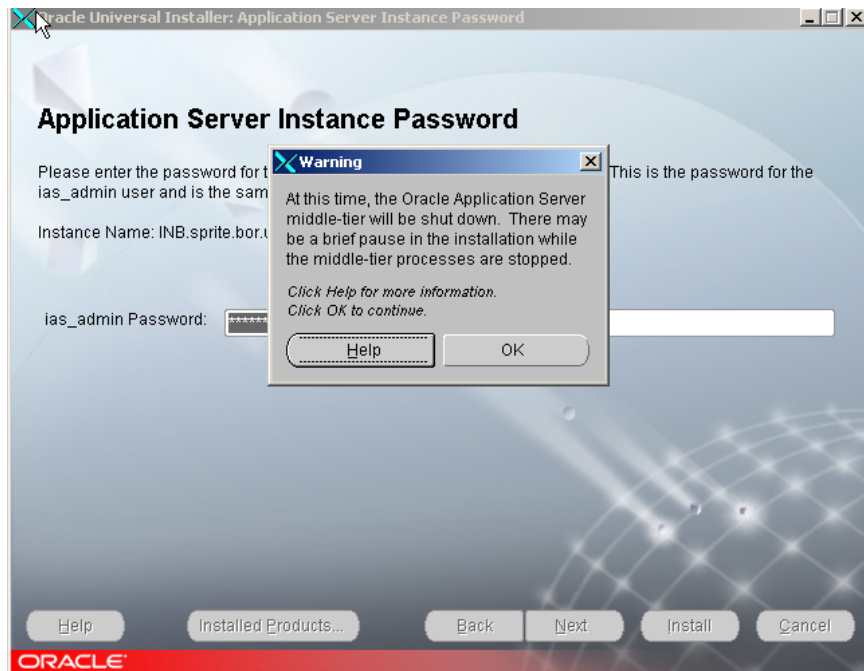 Oracle Universal Installer: Application Server Instance Password
Application Server Instance Password
Please enter the password for t
This is the password for the
ias_admin user and is the sam
Instance Name: INB.sprite.bor.u
ias_admin Password:
*******
Warning
At this time, the Oracle Application Server
middle-tier will be shut down. There may
be a brief pause in the installation while
the middle-tier processes are stopped.
Click Help for more information.
Click OK to continue.
Help
OK
Help
Installed Products...
Back
Next
Install
Cancel
ORACLE